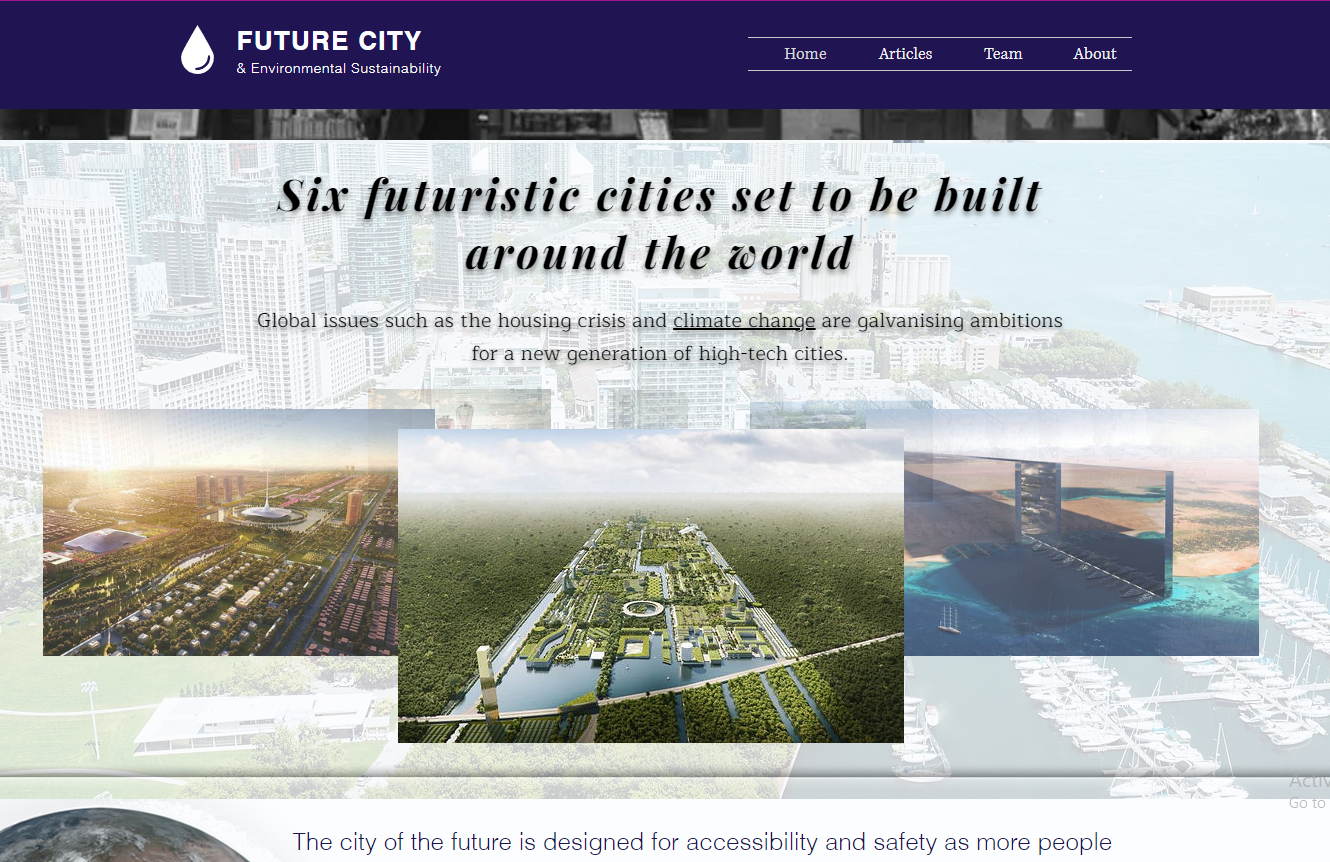 FUTURE CITY
& Environmental Sustainability
Home Articles Team About
Six futuristic cities set to be built
around the world
Global issues such as the housing crisis and climate change are galvanising ambitions
for a new generation of high-tech cities.
Go to
The city of the future is designed for accessibility and safety as more people